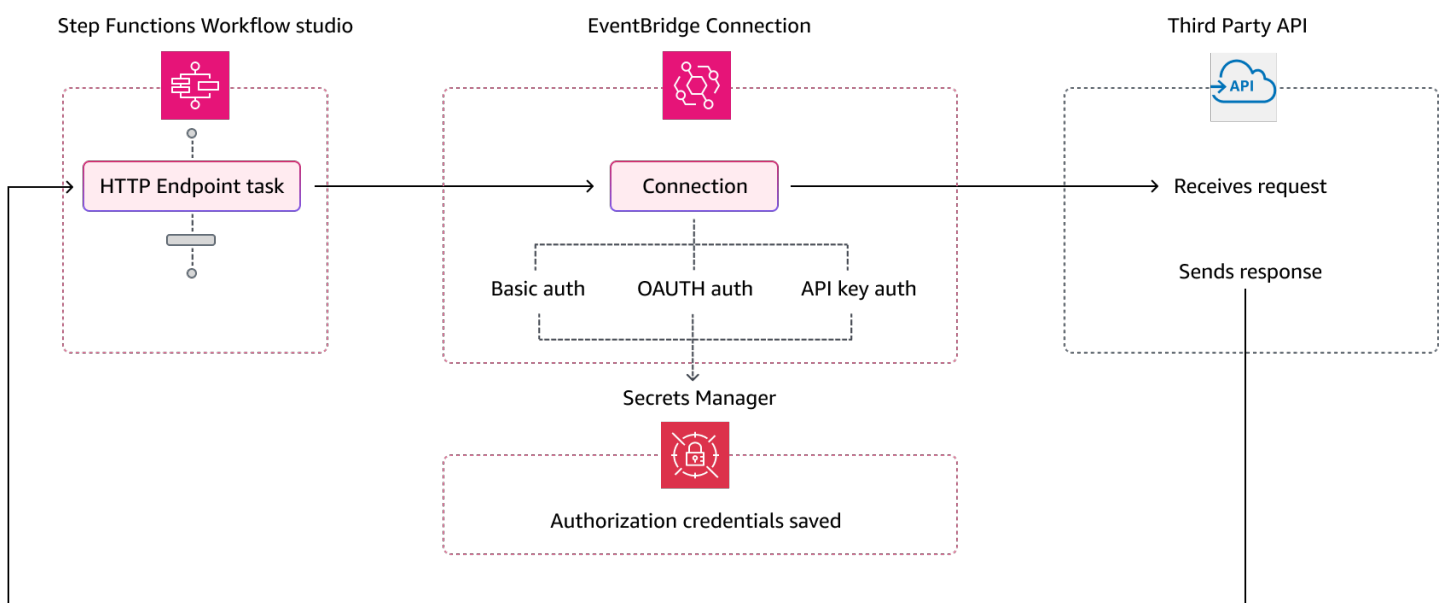 Step Functions Workflow studio
EventBridge Connection
Third Party API
API
HTTP Endpoint task
Connection
Receives request
Sends response
Basic auth
OAUTH auth
API key auth
Secrets Manager
Authorization credentials saved